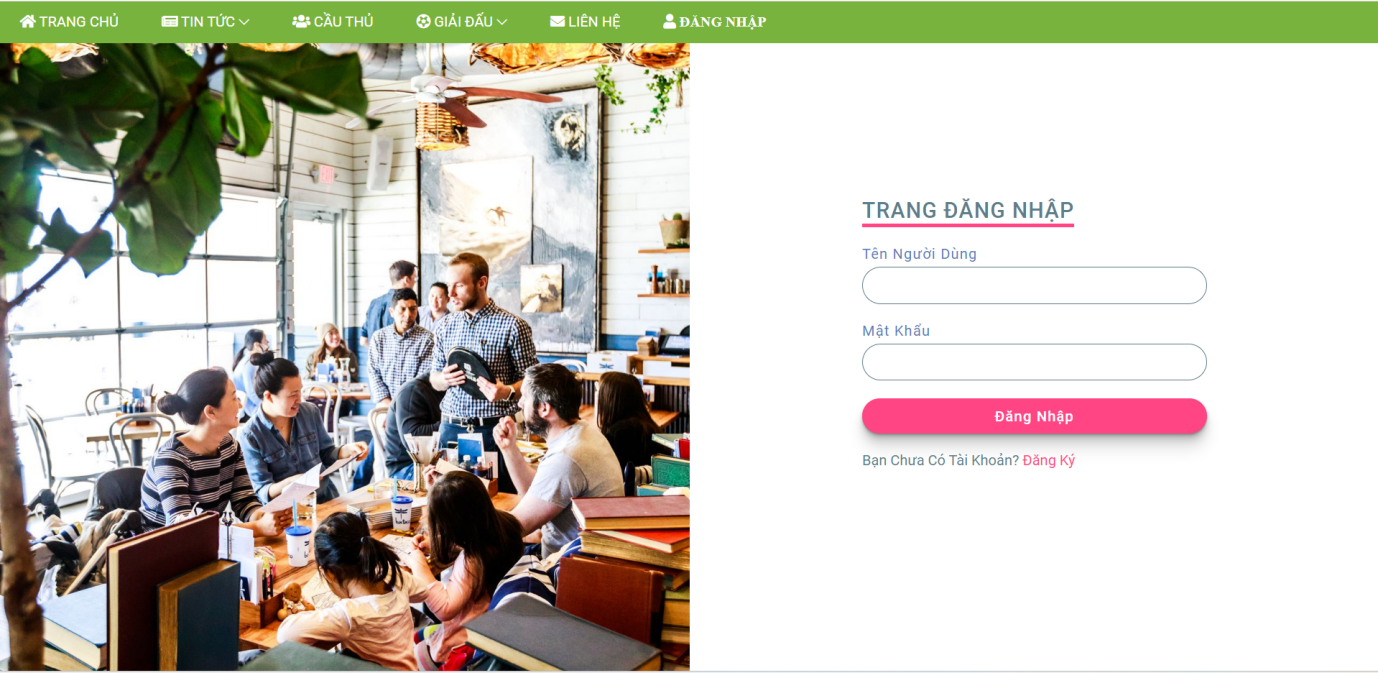 TRANG CHỦ TIN TỨC CẦU THỦ GIẢI ĐẤU LIÊN HỆ ĐĂNG NHẬP
TRANG ĐĂNG NHẬP
Tên Người Dùng
Mật Khẩu
Đăng Nhập
Bạn Chưa Có Tài Khoản? Đăng Ký